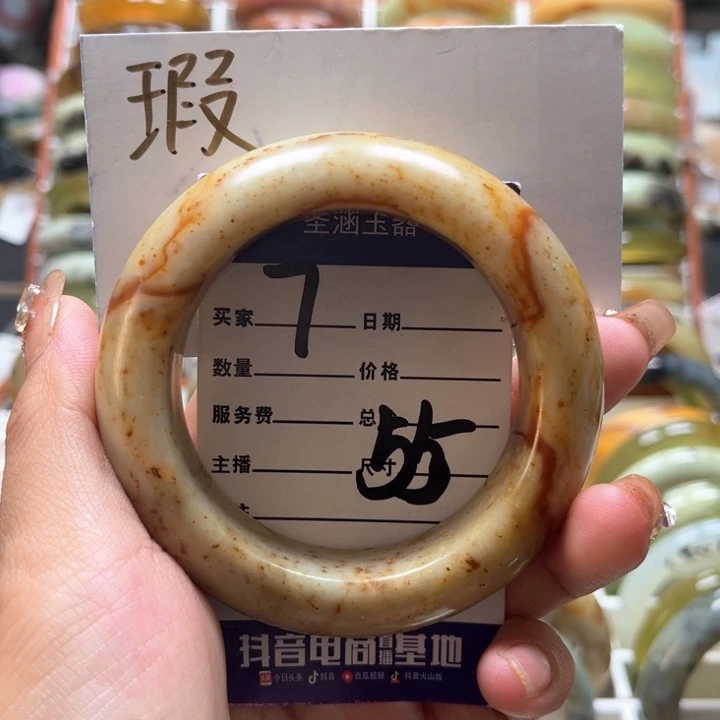 瑕
圣涵玉器
7
买家 日期
数量 价格
服务费 总
主播 尺寸
55
抖音电商直播基地
今日头条 抖音 西瓜视频 抖音火山版